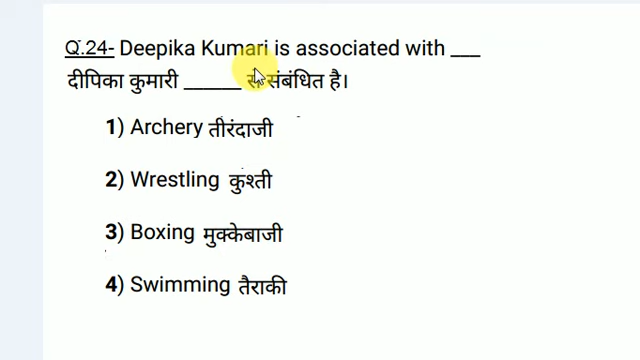 Q.24- Deepika Kumari is associated with ___
दीपिका कुमारी ______ से संबंधित है।
1) Archery तीरंदाजी
2) Wrestling कुश्ती
3) Boxing मुक्केबाजी
4) Swimming तैराकी